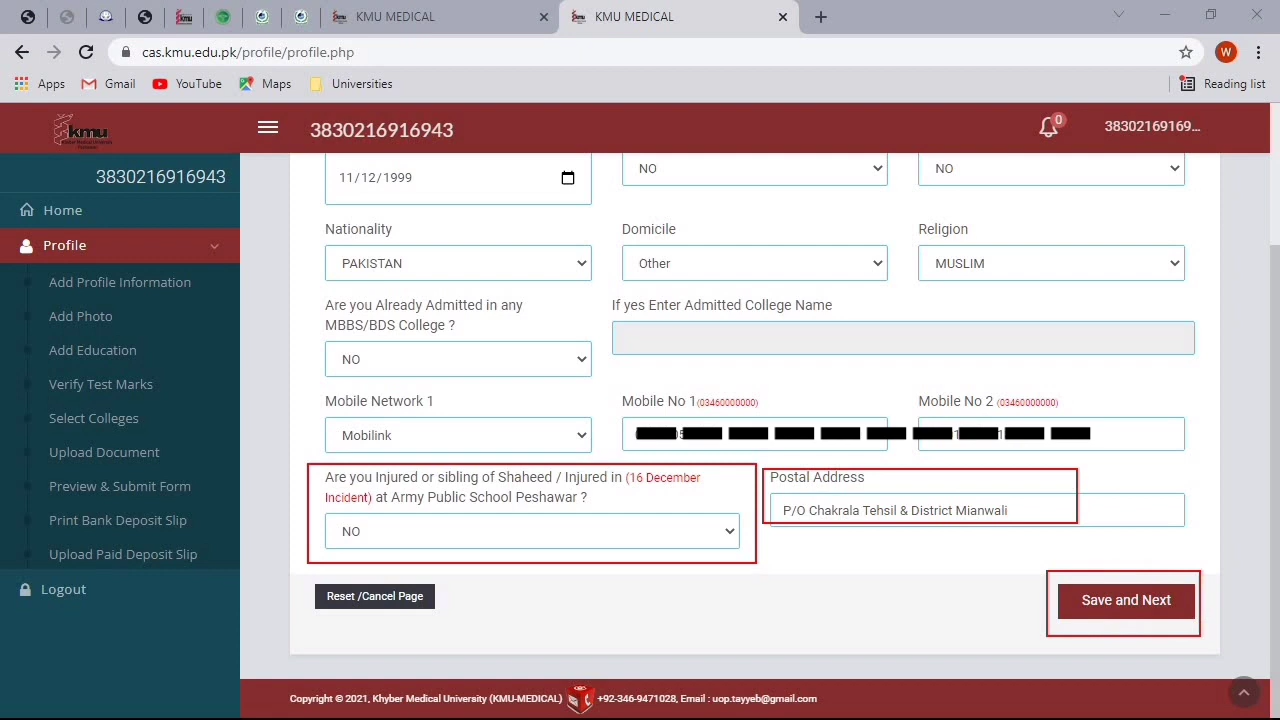 KMU MEDICAL
KMU MEDICAL
cas.kmu.edu.pk/profile/profile.php
W
Apps
Gmail
YouTube
Maps
Universities
Reading list
kmu
3830216916943
0
38302169169...
3830216916943
Home
Profile
Add Profile Information
Add Photo
Add Education
Verify Test Marks
Select Colleges
Upload Document
Preview & Submit Form
Print Bank Deposit Slip
Upload Paid Deposit Slip
Logout
11/12/1999
NO
NO
Nationality
Domicile
Religion
PAKISTAN
Other
MUSLIM
Are you Already Admitted in any
MBBS/BDS College ?
If yes Enter Admitted College Name
NO
Mobile Network 1
Mobile No 1(03460000000)
Mobile No 2 (03460000000)
Mobilink
Are you Injured or sibling of Shaheed / Injured in (16 December
Incident) at Army Public School Peshawar ?
Postal Address
NO
P/O Chakrala Tehsil & District Mianwali
Reset /Cancel Page
Save and Next
Copyright © 2021, Khyber Medical University (KMU-MEDICAL) +92-346-9471028, Email : uop.tayyeb@gmail.com